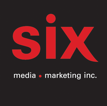 six
media + marketing inc.